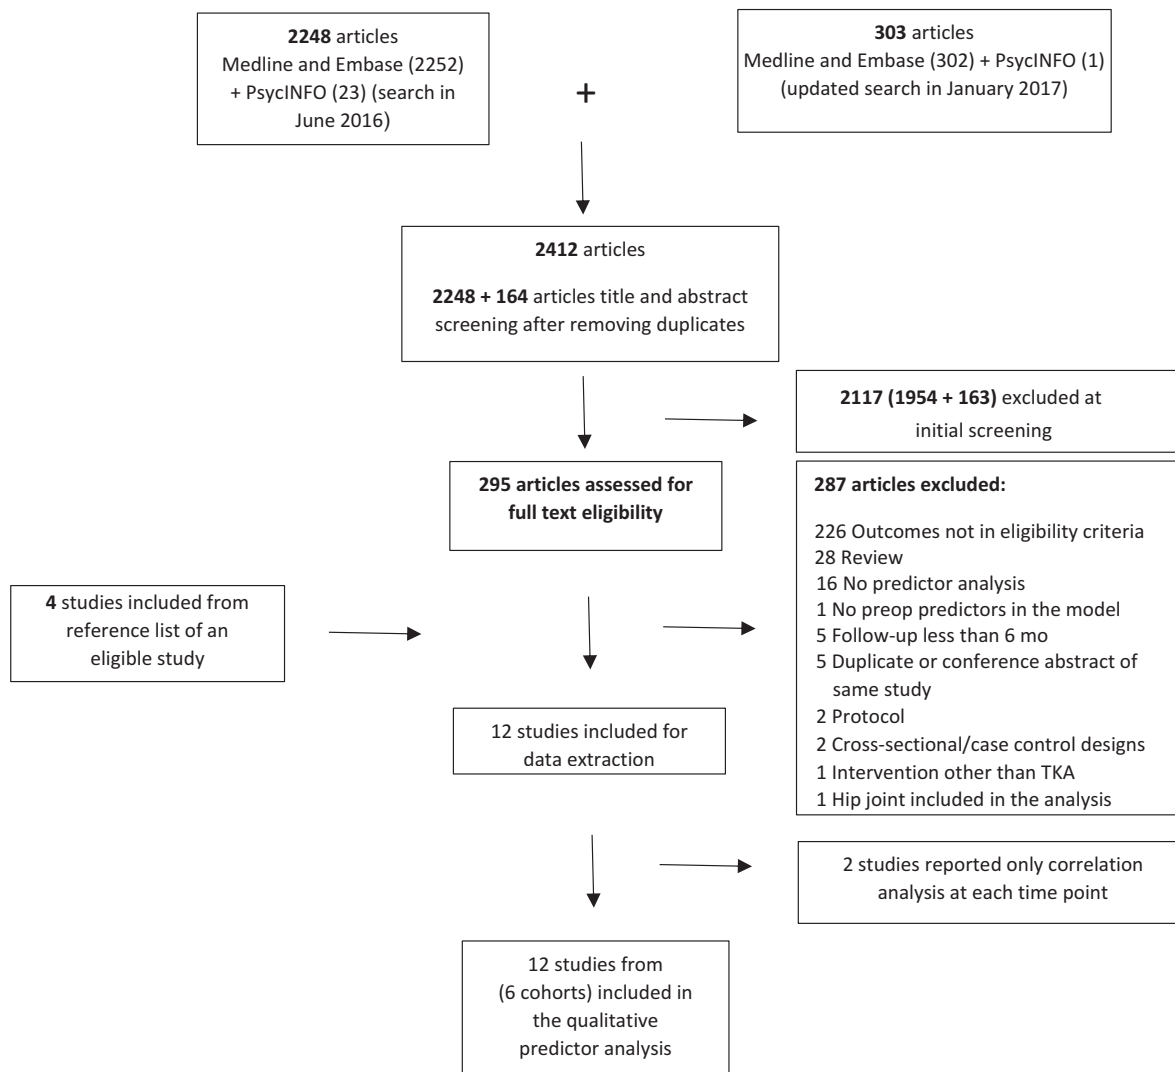 2248 articles
Medline and Embase (2252)
+ PsycINFO (23) (search in
June 2016)
+
303 articles
Medline and Embase (302) + PsycINFO (1)
(updated search in January 2017)
2412 articles
2248 + 164 articles title and abstract
screening after removing duplicates
2117 (1954 + 163) excluded at
initial screening
295 articles assessed for
full text eligibility
287 articles excluded:
226 Outcomes not in eligibility criteria
28 Review
16 No predictor analysis
1 No preop predictors in the model
5 Follow-up less than 6 mo
5 Duplicate or conference abstract of
same study
2 Protocol
2 Cross-sectional/case control designs
1 Intervention other than TKA
1 Hip joint included in the analysis
4 studies included from
reference list of an
eligible study
12 studies included for
data extraction
2 studies reported only correlation
analysis at each time point
12 studies from
(6 cohorts) included in
the qualitative
predictor analysis